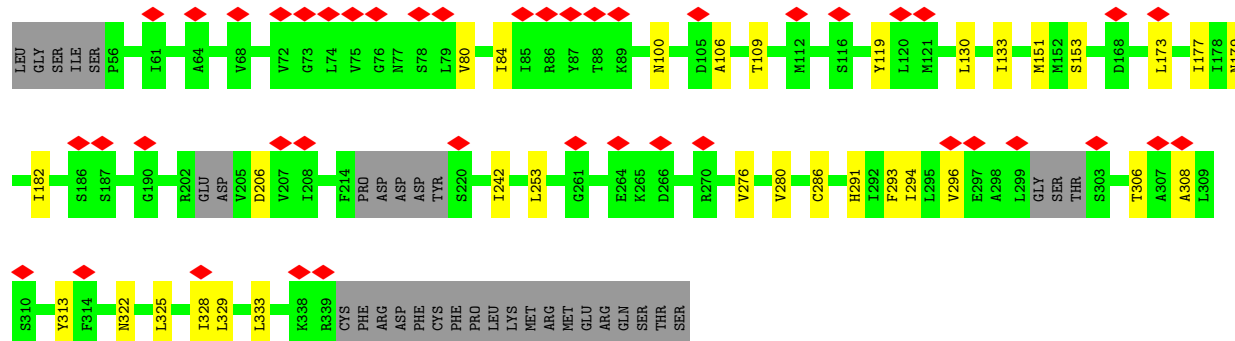 LEU GLY SER ILE SER P56 I61 A64 V68 V72 G73 L74 V75 G76 N77 S78 L79 V80 I84 I85 R86 Y87 T88 K89 N100 D105 A106 T109 M112 S116 Y119 L120 M121 L130 I133 M151 M152 S153 D168 L173 I177 I178 N179
I182 S186 S187 G190 R202 GLU ASP V205 D206 V207 I208 F214 PRO ASP ASP ASP TYR S220 I242 L253 G261 E264 K265 D266 R270 V276 V280 C286 H291 I292 F293 I294 L295 V296 E297 A298 L299 GLY SER THR S303 T306 A307 A308 L309
S310 Y313 F314 N322 L325 I328 L329 L333 K338 R339 CYS PHE ARG ASP PHE CYS PHE PRO LEU LYS MET ARG MET GLU ARG GLN SER THR SER